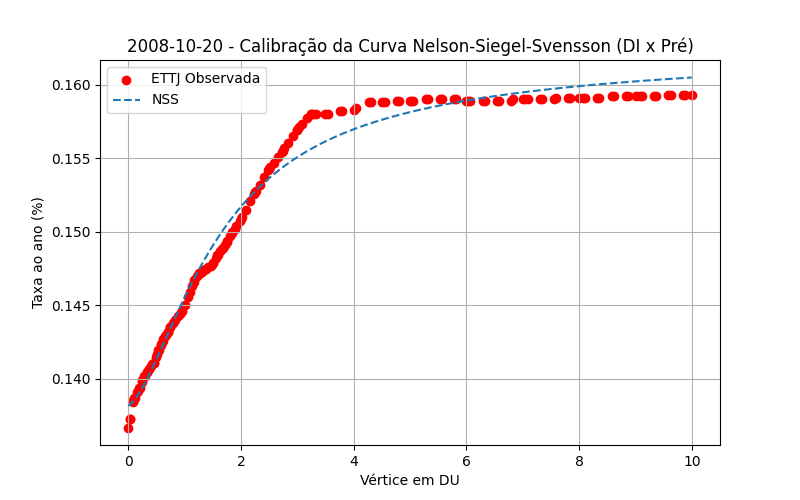 2008-10-20 - Calibração da Curva Nelson-Siegel-Svensson (DI x Pré)
ETTJ Observada
NSS
Taxa ao ano (%)
0.160
0.155
0.150
0.145
0.140
0 2 4 6 8 10
Vértice em DU